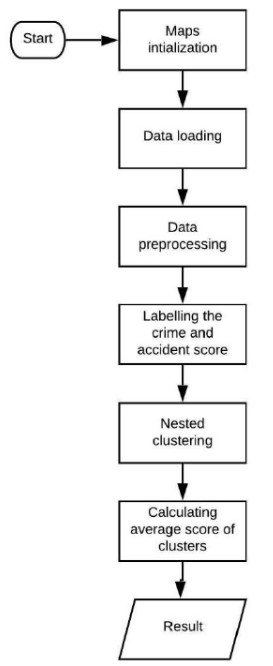 Start
Maps
intialization
Data loading
Data
preprocessing
Labelling the
crime and
accident score
Nested
clustering
Calculating
average score of
clusters
Result